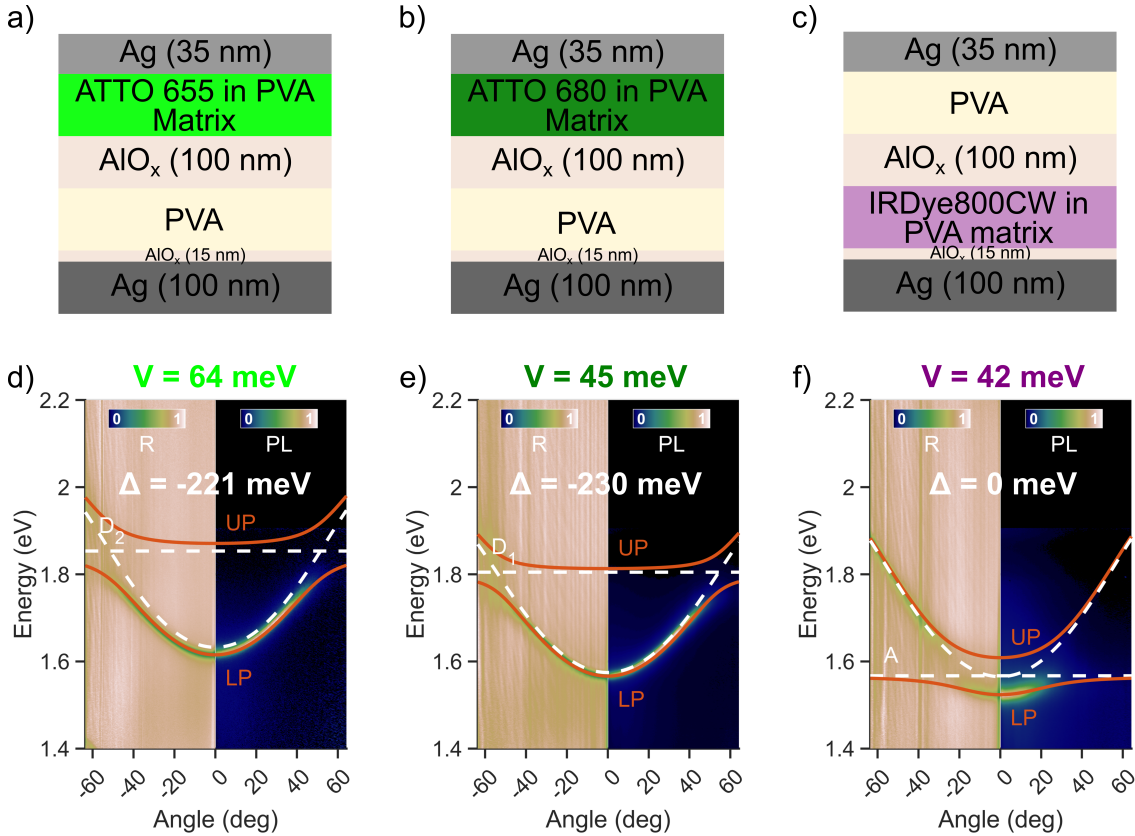 a)
Ag (35 nm)
ATTO 655 in PVA
Matrix
AlOₓ (100 nm)
PVA
AlOₓ (15 nm)
Ag (100 nm)
b)
Ag (35 nm)
ATTO 680 in PVA
Matrix
AlOₓ (100 nm)
PVA
AlOₓ (15 nm)
Ag (100 nm)
c)
Ag (35 nm)
PVA
AlOₓ (100 nm)
IRDye800CW in
PVA matrix
AlOₓ (15 nm)
Ag (100 nm)
d)
V = 64 meV
2.2
2
1.8
1.6
1.4
Energy (eV)
0 1
R
0 1
PL
Δ = -221 meV
D₂
UP
LP
-60 -40 -20 0 20 40 60
Angle (deg)
e)
V = 45 meV
2.2
2
1.8
1.6
1.4
Energy (eV)
0 1
R
0 1
PL
Δ = -230 meV
D₁
UP
LP
-60 -40 -20 0 20 40 60
Angle (deg)
f)
V = 42 meV
2.2
2
1.8
1.6
1.4
Energy (eV)
0 1
R
0 1
PL
Δ = 0 meV
A
UP
LP
-60 -40 -20 0 20 40 60
Angle (deg)